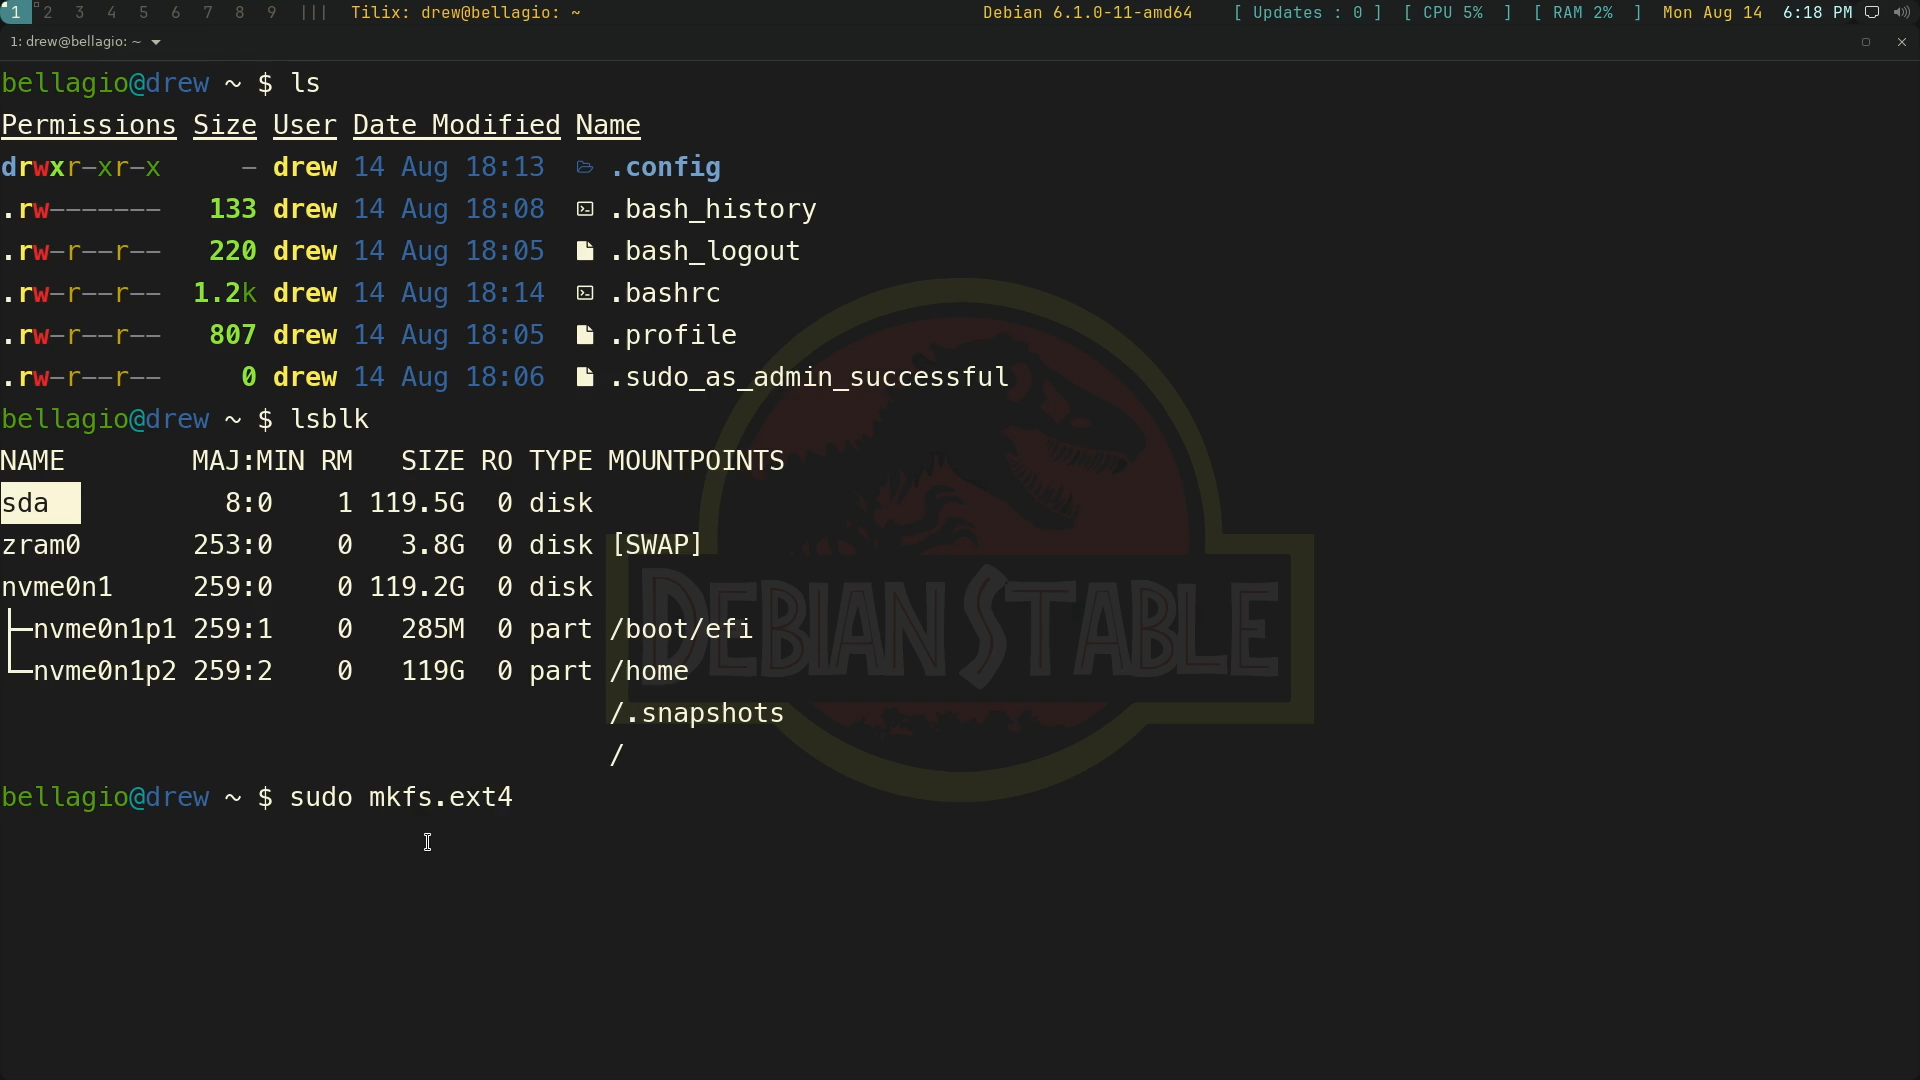 1 2 3 4 5 6 7 8 9 ||| Tilix: drew@bellagio: ~ Debian 6.1.0-11-amd64 [ Updates : 0 ] [ CPU 5% ] [ RAM 2% ] Mon Aug 14 6:18 PM
1: drew@bellagio: ~
bellagio@drew ~ $ ls
Permissions Size User Date Modified Name
drwxr-xr-x - drew 14 Aug 18:13 .config
.rw------- 133 drew 14 Aug 18:08 .bash_history
.rw-r--r-- 220 drew 14 Aug 18:05 .bash_logout
.rw-r--r-- 1.2k drew 14 Aug 18:14 .bashrc
.rw-r--r-- 807 drew 14 Aug 18:05 .profile
.rw-r--r-- 0 drew 14 Aug 18:06 .sudo_as_admin_successful
bellagio@drew ~ $ lsblk
NAME MAJ:MIN RM SIZE RO TYPE MOUNTPOINTS
sda 8:0 1 119.5G 0 disk
zram0 253:0 0 3.8G 0 disk [SWAP]
nvme0n1 259:0 0 119.2G 0 disk
├─nvme0n1p1 259:1 0 285M 0 part /boot/efi
└─nvme0n1p2 259:2 0 119G 0 part /home
/.snapshots
/
bellagio@drew ~ $ sudo mkfs.ext4
DEBIAN STABLE